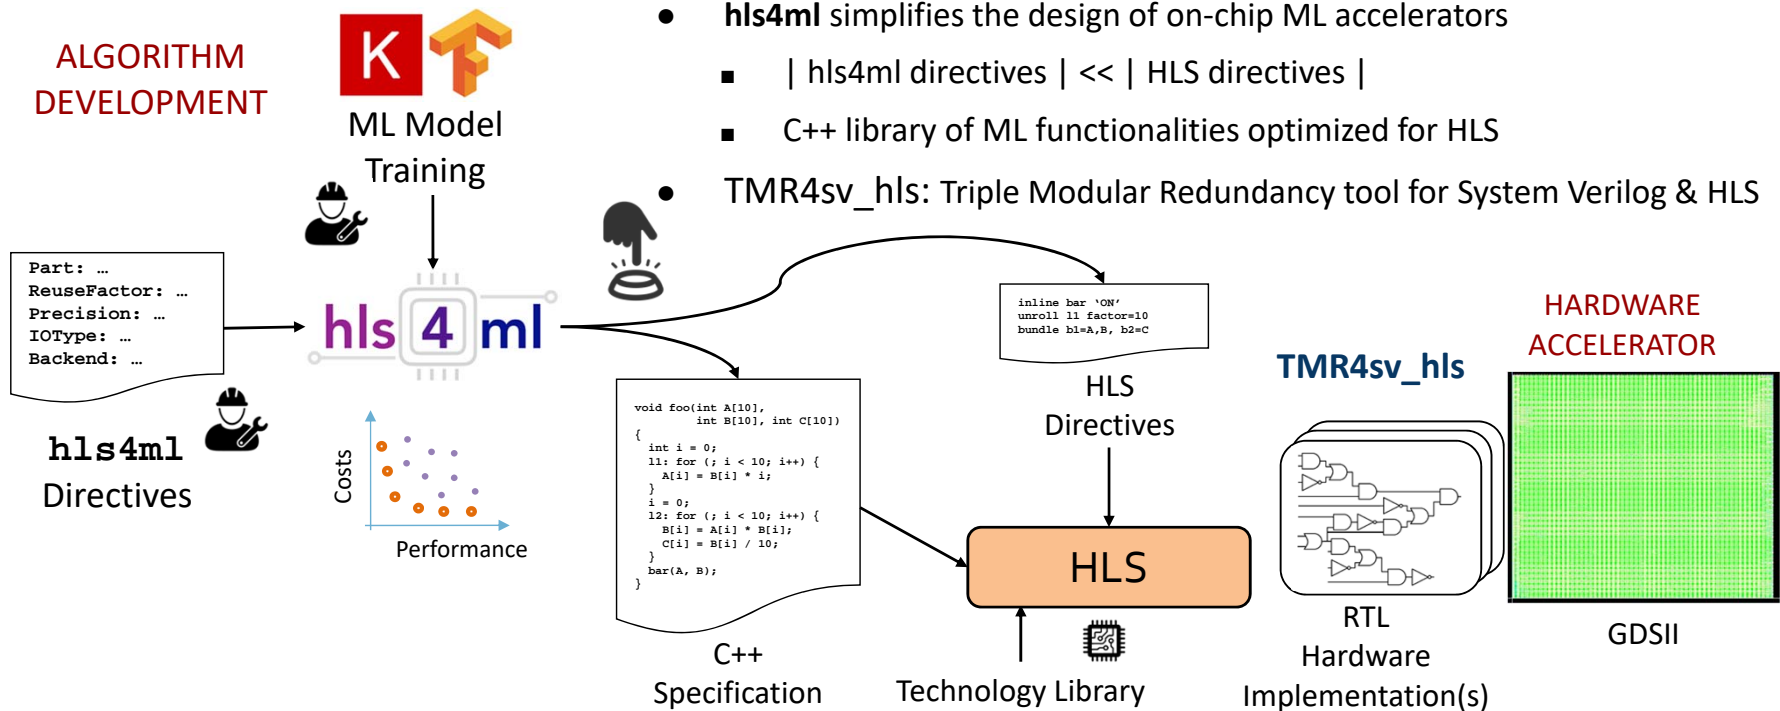 ALGORITHM
DEVELOPMENT
K
ML Model
Training
• hls4ml simplifies the design of on-chip ML accelerators
▪ | hls4ml directives | << | HLS directives |
▪ C++ library of ML functionalities optimized for HLS
• TMR4sv_hls: Triple Modular Redundancy tool for System Verilog & HLS
Part: …
ReuseFactor: …
Precision: …
IOType: …
Backend: …
hls4ml
Directives
hls 4 ml
Costs
Performance
void foo(int A[10],
int B[10], int C[10])
{
int i = 0;
l1: for (; i < 10; i++) {
A[i] = B[i] * i;
}
i = 0;
l2: for (; i < 10; i++) {
B[i] = A[i] * B[i];
C[i] = B[i] / 10;
}
bar(A, B);
}
C++
Specification
inline bar ‘ON’
unroll l1 factor=10
bundle b1=A,B, b2=C
HLS
Directives
HLS
Technology Library
TMR4sv_hls
RTL
Hardware
Implementation(s)
HARDWARE
ACCELERATOR
GDSII